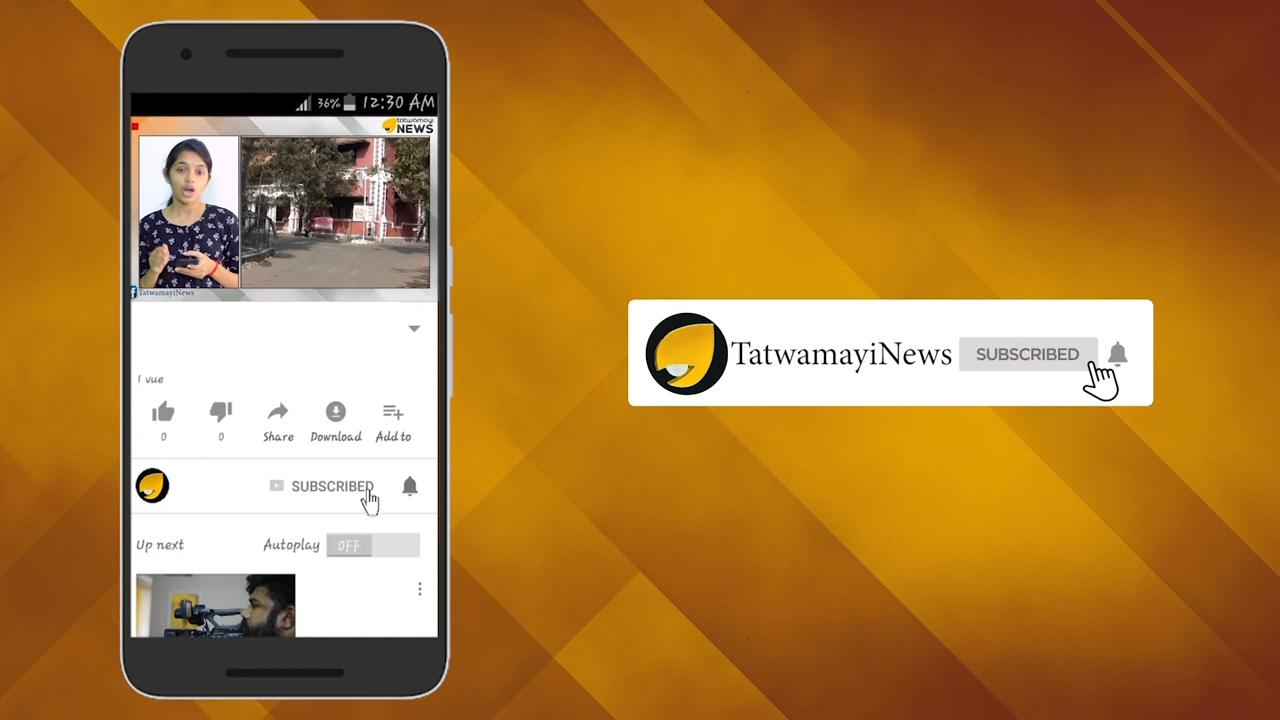 36% 12:30 AM
tatwamayi
NEWS
TatwamayiNews
1 vue
0 0 Share Download Add to
SUBSCRIBED
Up next Autoplay OFF
TatwamayiNews SUBSCRIBED